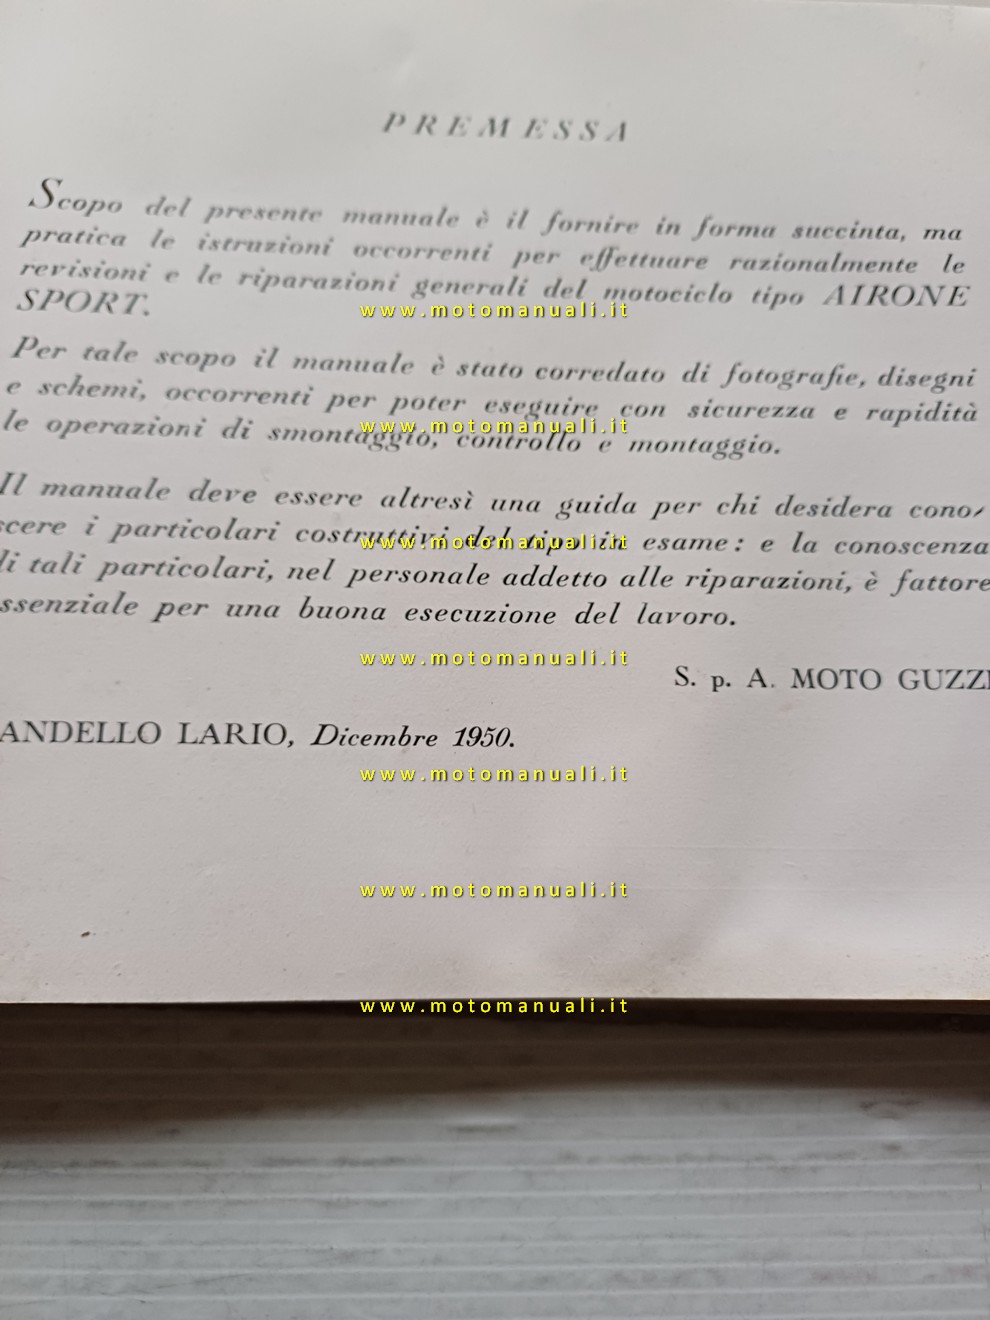 PREMESSA
Scopo del presente manuale è il fornire in forma succinta, ma
pratica le istruzioni occorrenti per effettuare razionalmente le
revisioni e le riparazioni generali del motociclo tipo AIRONE
SPORT.
www.motomanuali.it
Per tale scopo il manuale è stato corredato di fotografie, disegni
e schemi, occorrenti per poter eseguire con sicurezza e rapidità
www.motomanuali.it
le operazioni di smontaggio, controllo e montaggio.
Il manuale deve essere altresì una guida per chi desidera cono-
scere i particolari costruttivi del tipo in esame: e la conoscenza
www.motomanuali.it
di tali particolari, nel personale addetto alle riparazioni, è fattore
ssenziale per una buona esecuzione del lavoro.
www.motomanuali.it
S. p. A. MOTO GUZZI
ANDELLO LARIO, Dicembre 1950.
www.motomanuali.it
www.motomanuali.it
www.motomanuali.it